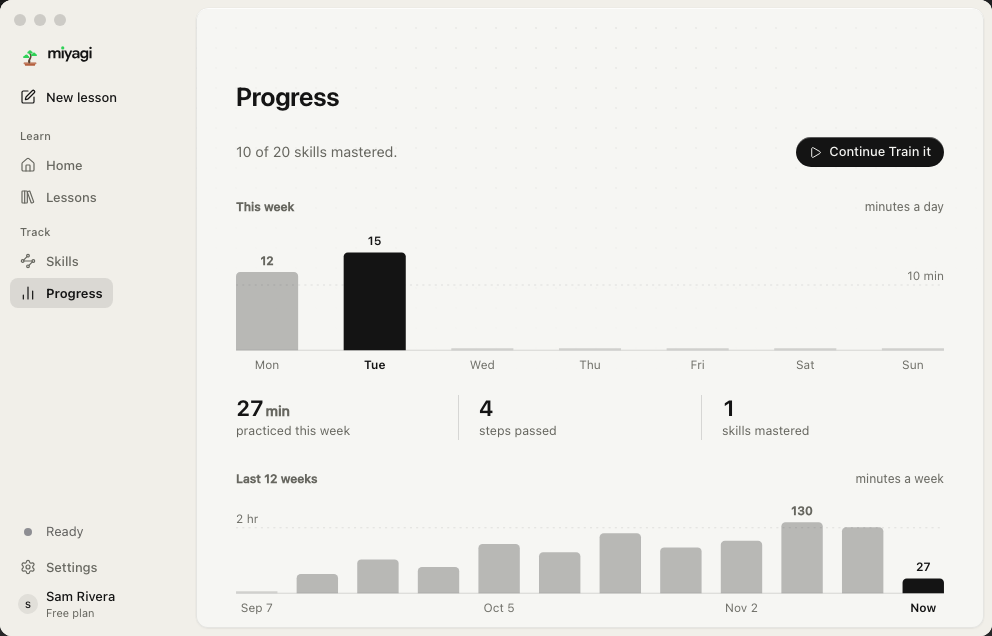 miyagi
New lesson
Learn
Home
Lessons
Track
Skills
Progress
Ready
Settings
S
Sam Rivera
Free plan
Progress
10 of 20 skills mastered.
Continue Train it
This week
minutes a day
12
15
10 min
Mon
Tue
Wed
Thu
Fri
Sat
Sun
27 min
practiced this week
4
steps passed
1
skills mastered
Last 12 weeks
minutes a week
2 hr
130
27
Sep 7
Oct 5
Nov 2
Now